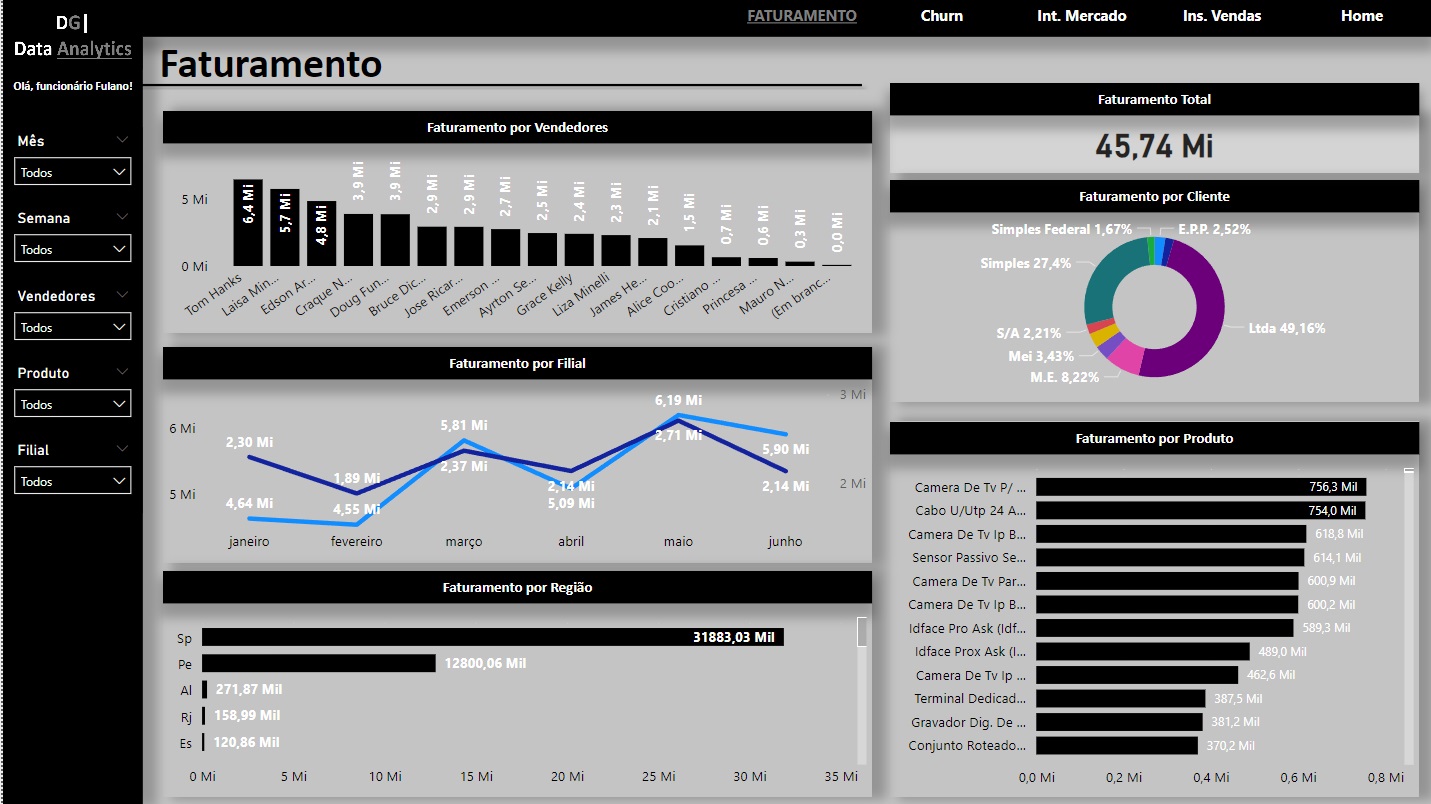 DG|
Data Analytics
Olá, funcionário Fulano!
Mês
Todos
Semana
Todos
Vendedores
Todos
Produto
Todos
Filial
Todos
FATURAMENTO
Churn
Int. Mercado
Ins. Vendas
Home
Faturamento
Faturamento por Vendedores
5 Mi
0 Mi
6,4 Mi
5,7 Mi
4,8 Mi
3,9 Mi
3,9 Mi
2,9 Mi
2,9 Mi
2,7 Mi
2,5 Mi
2,4 Mi
2,3 Mi
2,1 Mi
1,5 Mi
0,7 Mi
0,6 Mi
0,3 Mi
0,0 Mi
Tom Hanks
Laisa Min...
Edson Ar...
Craque N...
Doug Fun...
Bruce Dic...
Jose Ricar...
Emerson ...
Ayrton Se...
Grace Kelly
Liza Minelli
James He...
Alice Coo...
Cristiano ...
Princesa ...
Mauro N...
(Em branc...
Faturamento por Filial
6 Mi
5 Mi
3 Mi
2 Mi
2,30 Mi
1,89 Mi
2,37 Mi
2,14 Mi
2,71 Mi
2,14 Mi
4,64 Mi
4,55 Mi
5,81 Mi
5,09 Mi
6,19 Mi
5,90 Mi
janeiro
fevereiro
março
abril
maio
junho
Faturamento por Região
Sp
31883,03 Mil
Pe
12800,06 Mil
Al
271,87 Mil
Rj
158,99 Mil
Es
120,86 Mil
0 Mi
5 Mi
10 Mi
15 Mi
20 Mi
25 Mi
30 Mi
35 Mi
Faturamento Total
45,74 Mi
Faturamento por Cliente
Simples Federal 1,67%
E.P.P. 2,52%
Simples 27,4%
Ltda 49,16%
S/A 2,21%
Mei 3,43%
M.E. 8,22%
Faturamento por Produto
Camera De Tv P/ ...
756,3 Mil
Cabo U/Utp 24 A...
754,0 Mil
Camera De Tv Ip B...
618,8 Mil
Sensor Passivo Se...
614,1 Mil
Camera De Tv Par...
600,9 Mil
Camera De Tv Ip B...
600,2 Mil
Idface Pro Ask (Idf...
589,3 Mil
Idface Prox Ask (I...
489,0 Mil
Camera De Tv Ip ...
462,6 Mil
Terminal Dedicad...
387,5 Mil
Gravador Dig. De ...
381,2 Mil
Conjunto Roteado...
370,2 Mil
0,0 Mi
0,2 Mi
0,4 Mi
0,6 Mi
0,8 Mi